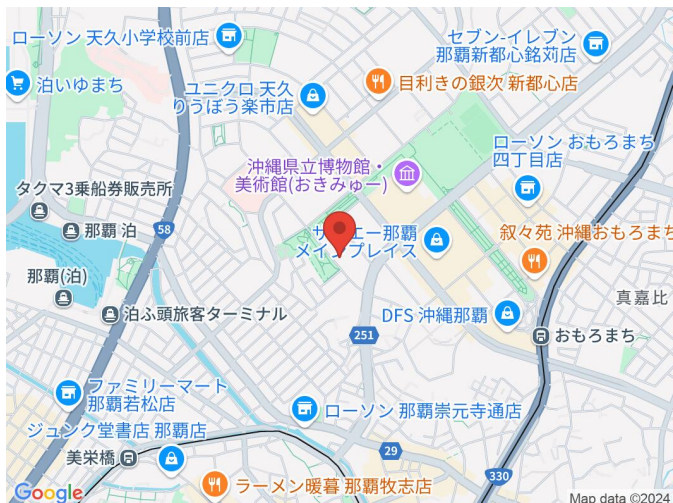 ローソン 天久小学校前店
セブン-イレブン
那覇新都心銘苅店
泊いゆまち
ユニクロ 天久
りうぼう楽市店
目利きの銀次 新都心店
ローソン おもろまち
四丁目店
沖縄県立博物館・
美術館(おきみゅー)
タクマ3乗船券販売所
那覇 泊
58
サ エー那覇
メインプレイス
叙々苑 沖縄おもろまち
那覇(泊)
真嘉比
泊ふ頭旅客ターミナル
DFS 沖縄那覇
251
おもろまち
ファミリーマート
那覇若松店
ローソン 那覇崇元寺通店
ジュンク堂書店 那覇店
29
美栄橋
330
ラーメン暖暮 那覇牧志店
Google
Map data ©2024